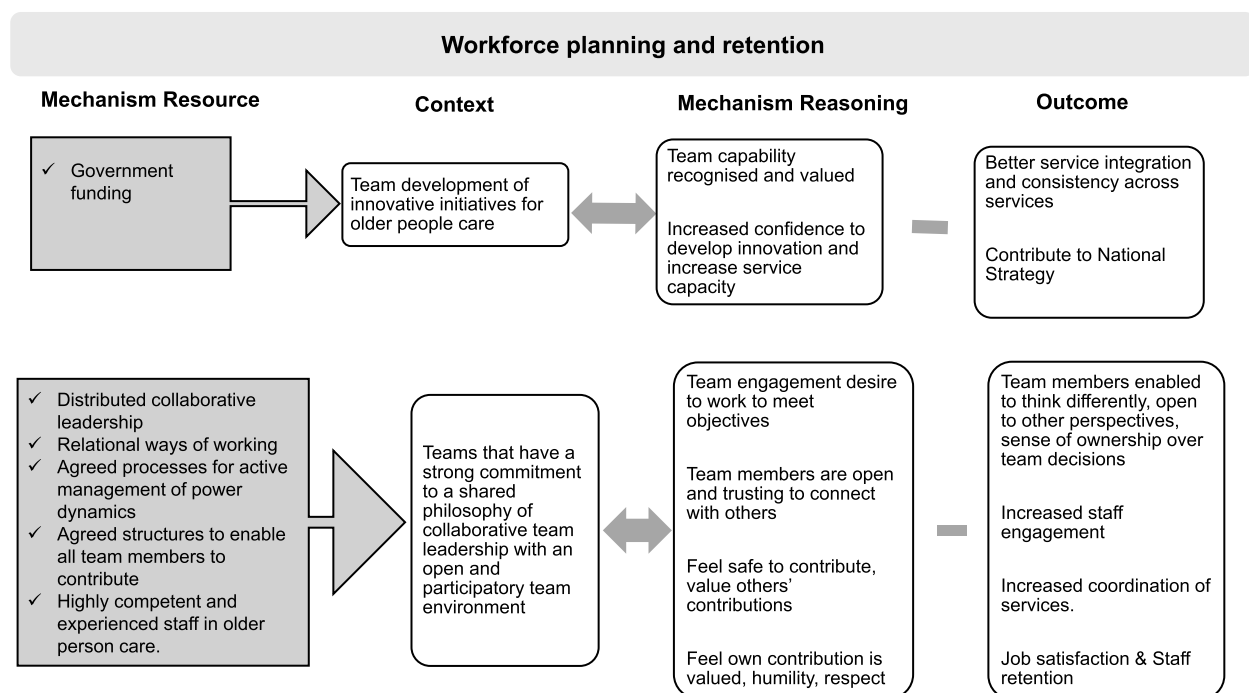 Workforce planning and retention
Mechanism Resource
Context
Mechanism Reasoning
Outcome
✓ Government
funding
Team development of
innovative initiatives for
older people care
Team capability
recognised and valued
Increased confidence to
develop innovation and
increase service
capacity
Better service integration
and consistency across
services
Contribute to National
Strategy
✓ Distributed collaborative
leadership
✓ Relational ways of working
✓ Agreed processes for active
management of power
dynamics
✓ Agreed structures to enable
all team members to
contribute
✓ Highly competent and
experienced staff in older
person care.
Teams that have a
strong commitment
to a shared
philosophy of
collaborative team
leadership with an
open and
participatory team
environment
Team engagement desire
to work to meet
objectives
Team members are open
and trusting to connect
with others
Feel safe to contribute,
value others’
contributions
Feel own contribution is
valued, humility, respect
Team members enabled
to think differently, open
to other perspectives,
sense of ownership over
team decisions
Increased staff
engagement
Increased coordination of
services.
Job satisfaction & Staff
retention